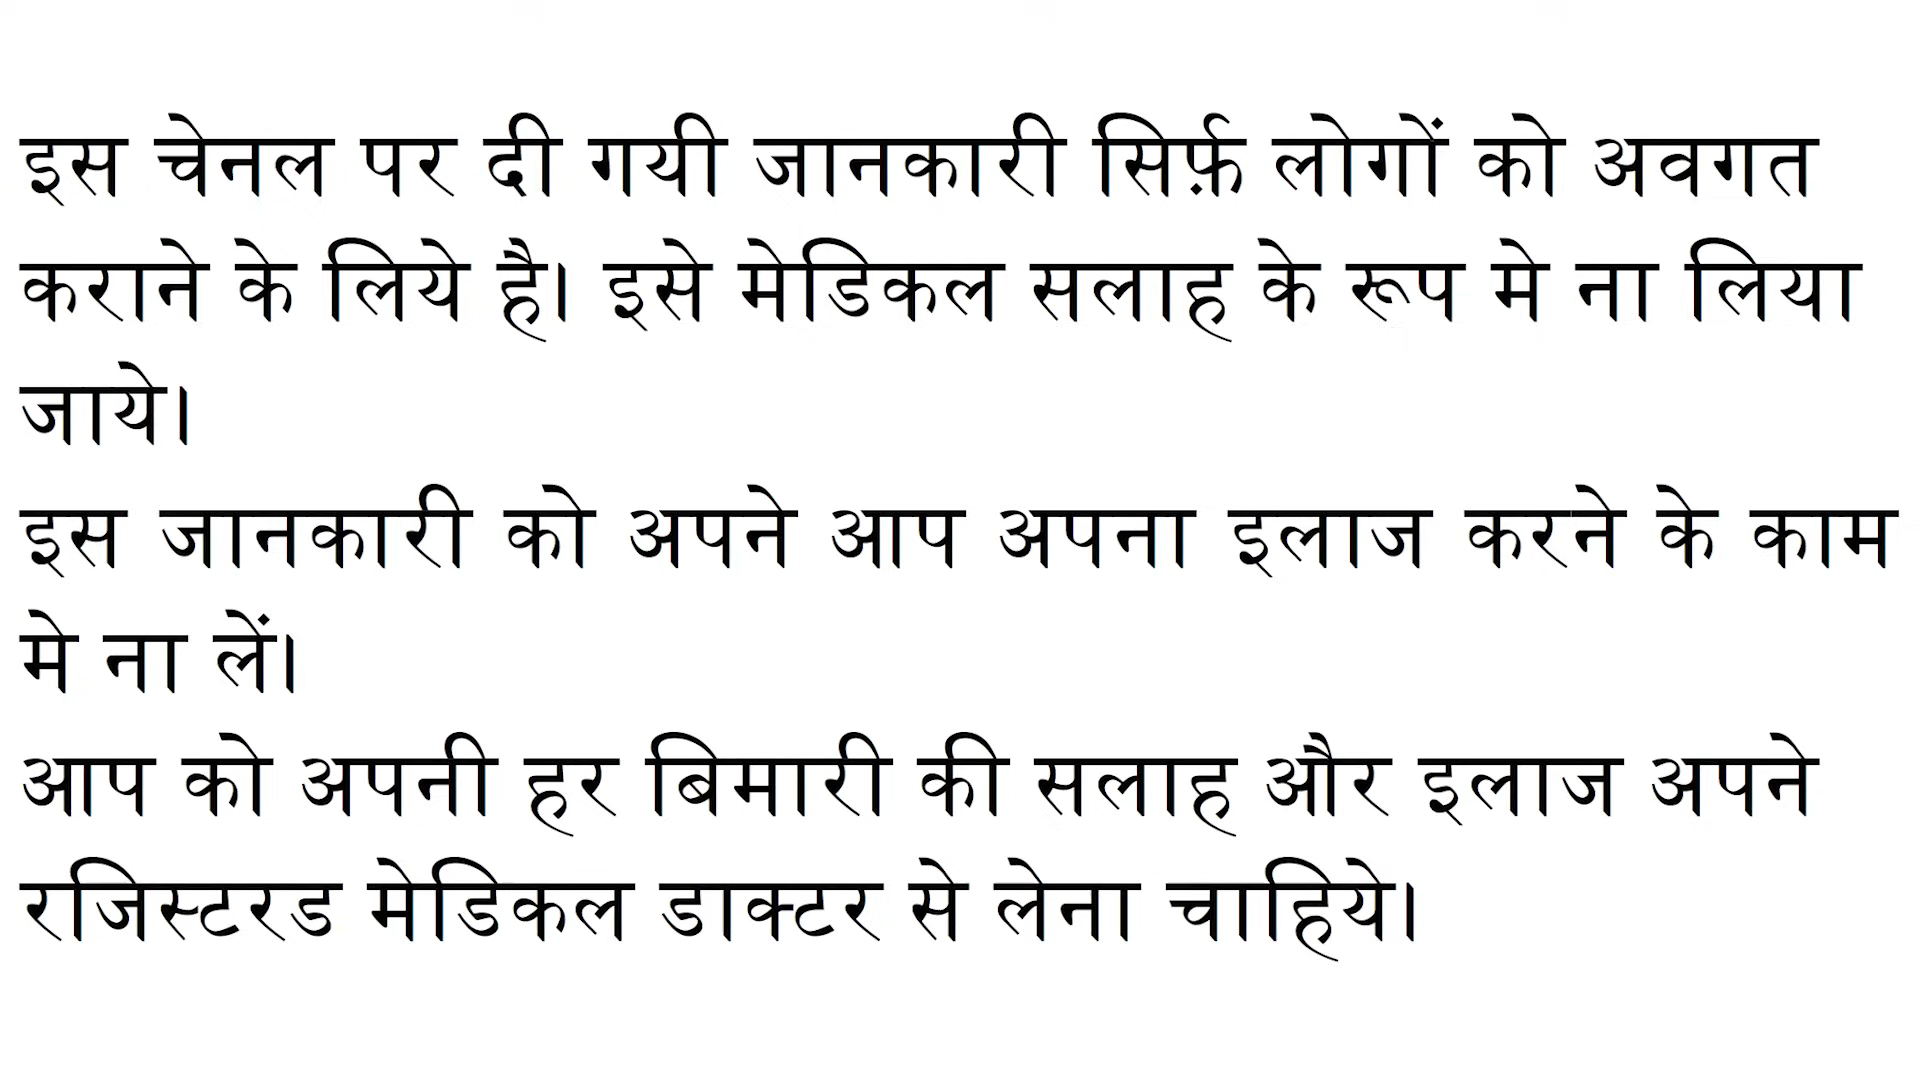 इस चेनल पर दी गयी जानकारी सिर्फ़ लोगों को अवगत
कराने के लिये है। इसे मेडिकल सलाह के रूप मे ना लिया
जाये।
इस जानकारी को अपने आप अपना इलाज करने के काम
मे ना लें।
आप को अपनी हर बिमारी की सलाह और इलाज अपने
रजिस्टरड मेडिकल डाक्टर से लेना चाहिये।